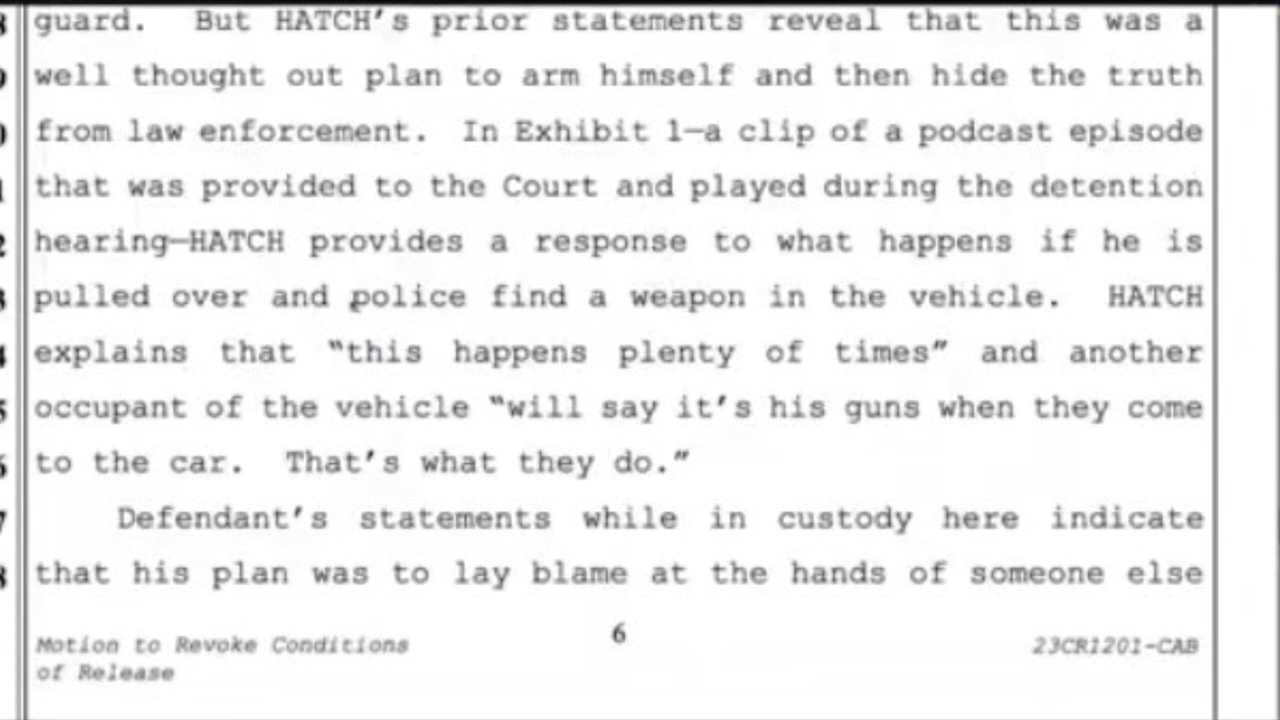 guard. But HATCH's prior statements reveal that this was a
well thought out plan to arm himself and then hide the truth
from law enforcement. In Exhibit 1—a clip of a podcast episode
that was provided to the Court and played during the detention
hearing—HATCH provides a response to what happens if he is
pulled over and police find a weapon in the vehicle. HATCH
explains that “this happens plenty of times” and another
occupant of the vehicle “will say it's his guns when they come
to the car. That's what they do.”
Defendant's statements while in custody here indicate
that his plan was to lay blame at the hands of someone else
Motion to Revoke Conditions
of Release
6
23CR1201-CAB